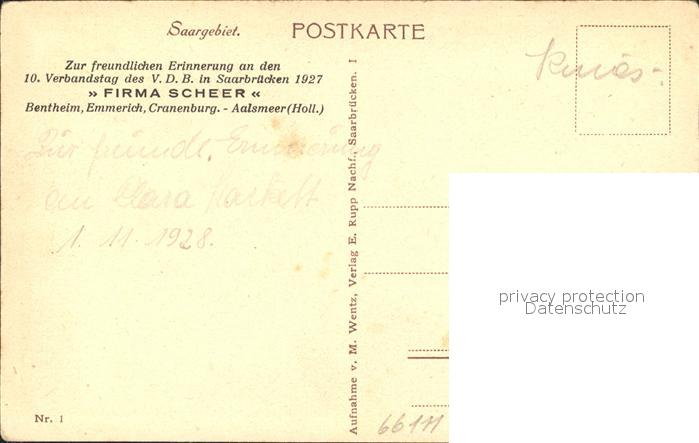 Saargebiet.
POSTKARTE
Zur freundlichen Erinnerung an den
10. Verbandstag des V. D. B. in Saarbrücken 1927
» FIRMA SCHEER «
Bentheim, Emmerich, Cranenburg. - Aalsmeer (Holl.)
Zur freundl. Erinnerung
an Clara
1. 11. 1928.
Aufnahme v. M. Wentz, Verlag E. Rupp Nachf., Saarbrücken. I
privacy protection
Datenschutz
Nr. 1
66111